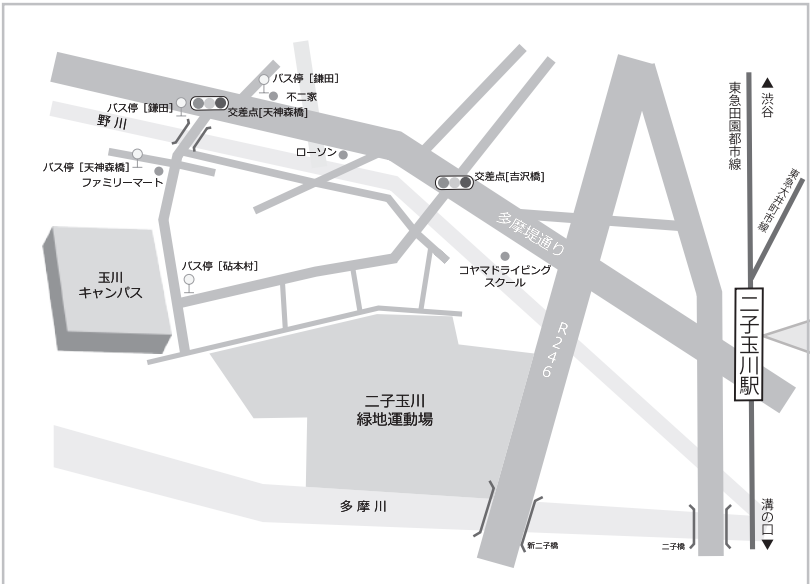 バス停［鎌田］
不二家
バス停［鎌田］
交差点[天神森橋]
野川
ローソン
バス停［天神森橋］
ファミリーマート
交差点[吉沢橋]
多摩堤通り
コヤマドライビング
スクール
バス停［砧本村］
玉川
キャンパス
R246
二子玉川
緑地運動場
多摩川
新二子橋
二子橋
東急田園都市線
▲渋谷
東急大井町市線
二子玉川駅
溝の口▼